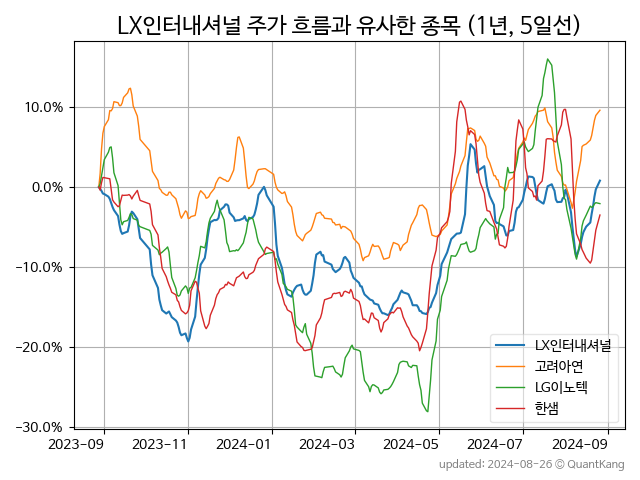 LX인터내셔널 주가 흐름과 유사한 종목 (1년, 5일선)
10.0%
0.0%
−10.0%
−20.0%
−30.0%
LX인터내셔널
고려아연
LG이노텍
한샘
2023-09 2023-11 2024-01 2024-03 2024-05 2024-07 2024-09
updated: 2024-08-26 © QuantKang